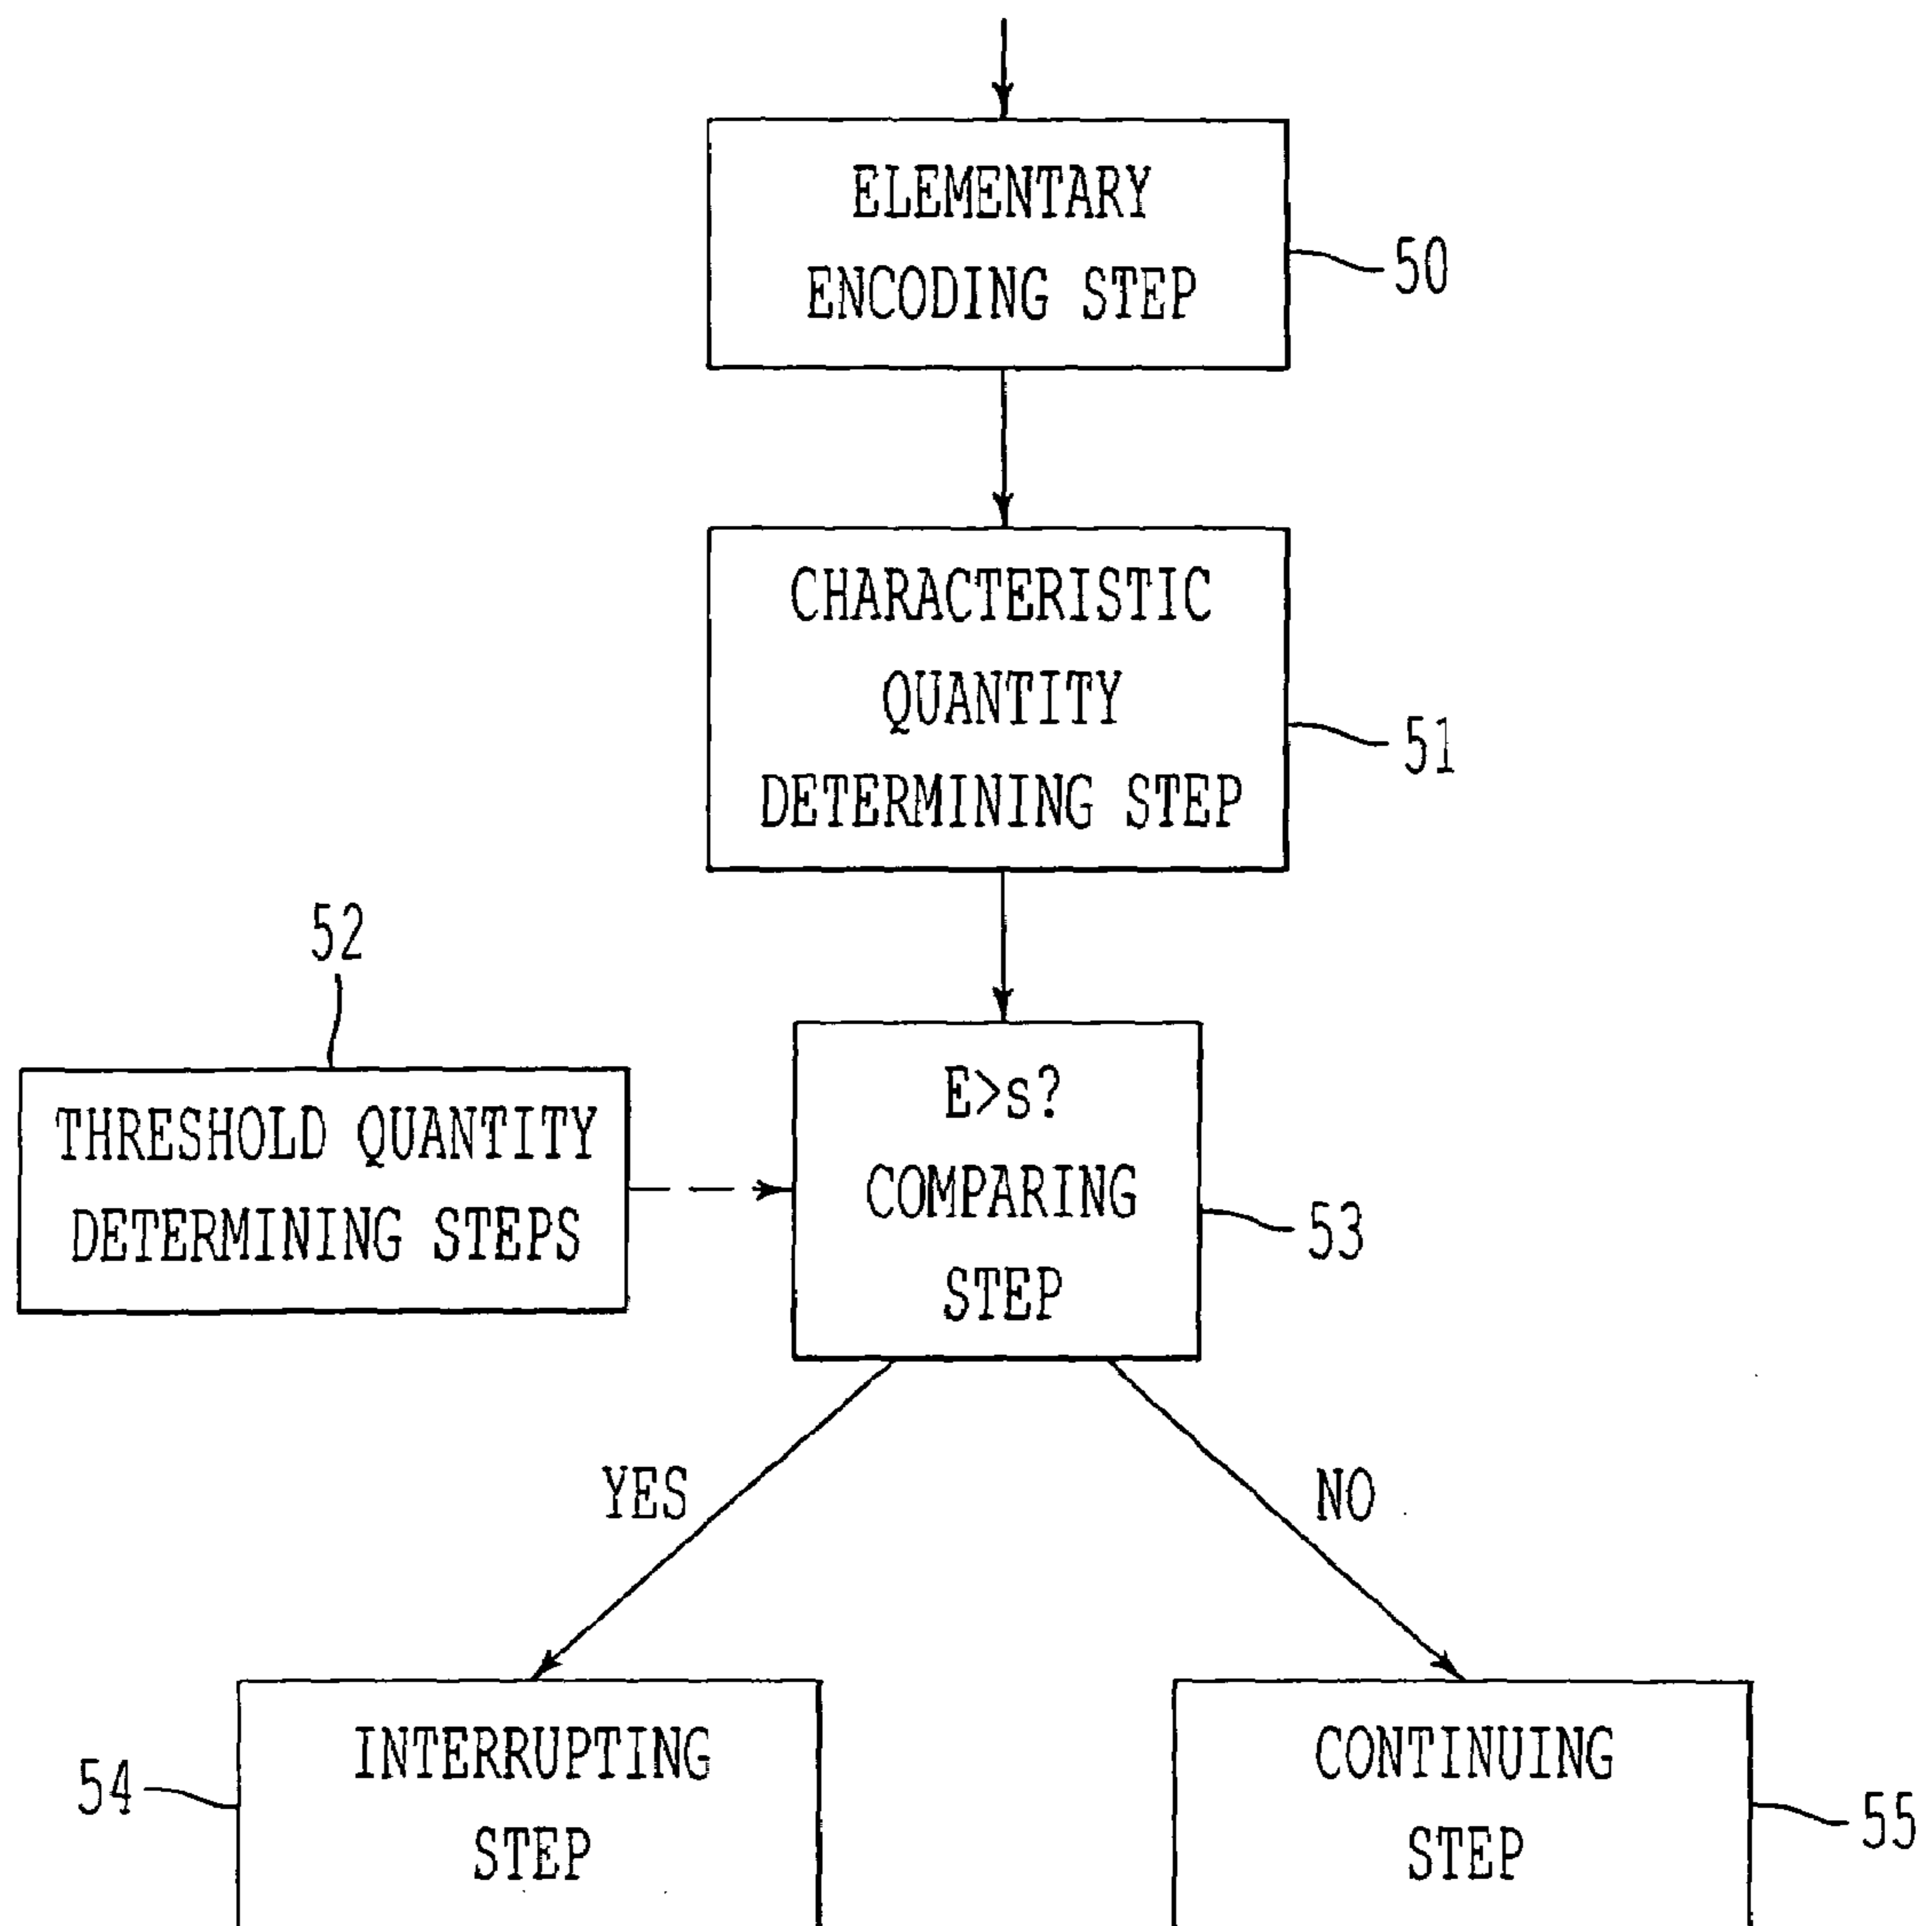 ELEMENTARY
ENCODING STEP
50
CHARACTERISTIC
QUANTITY
DETERMINING STEP
51
52
THRESHOLD QUANTITY
DETERMINING STEPS
E>s?
COMPARING
STEP
53
YES
NO
INTERRUPTING
STEP
54
CONTINUING
STEP
55